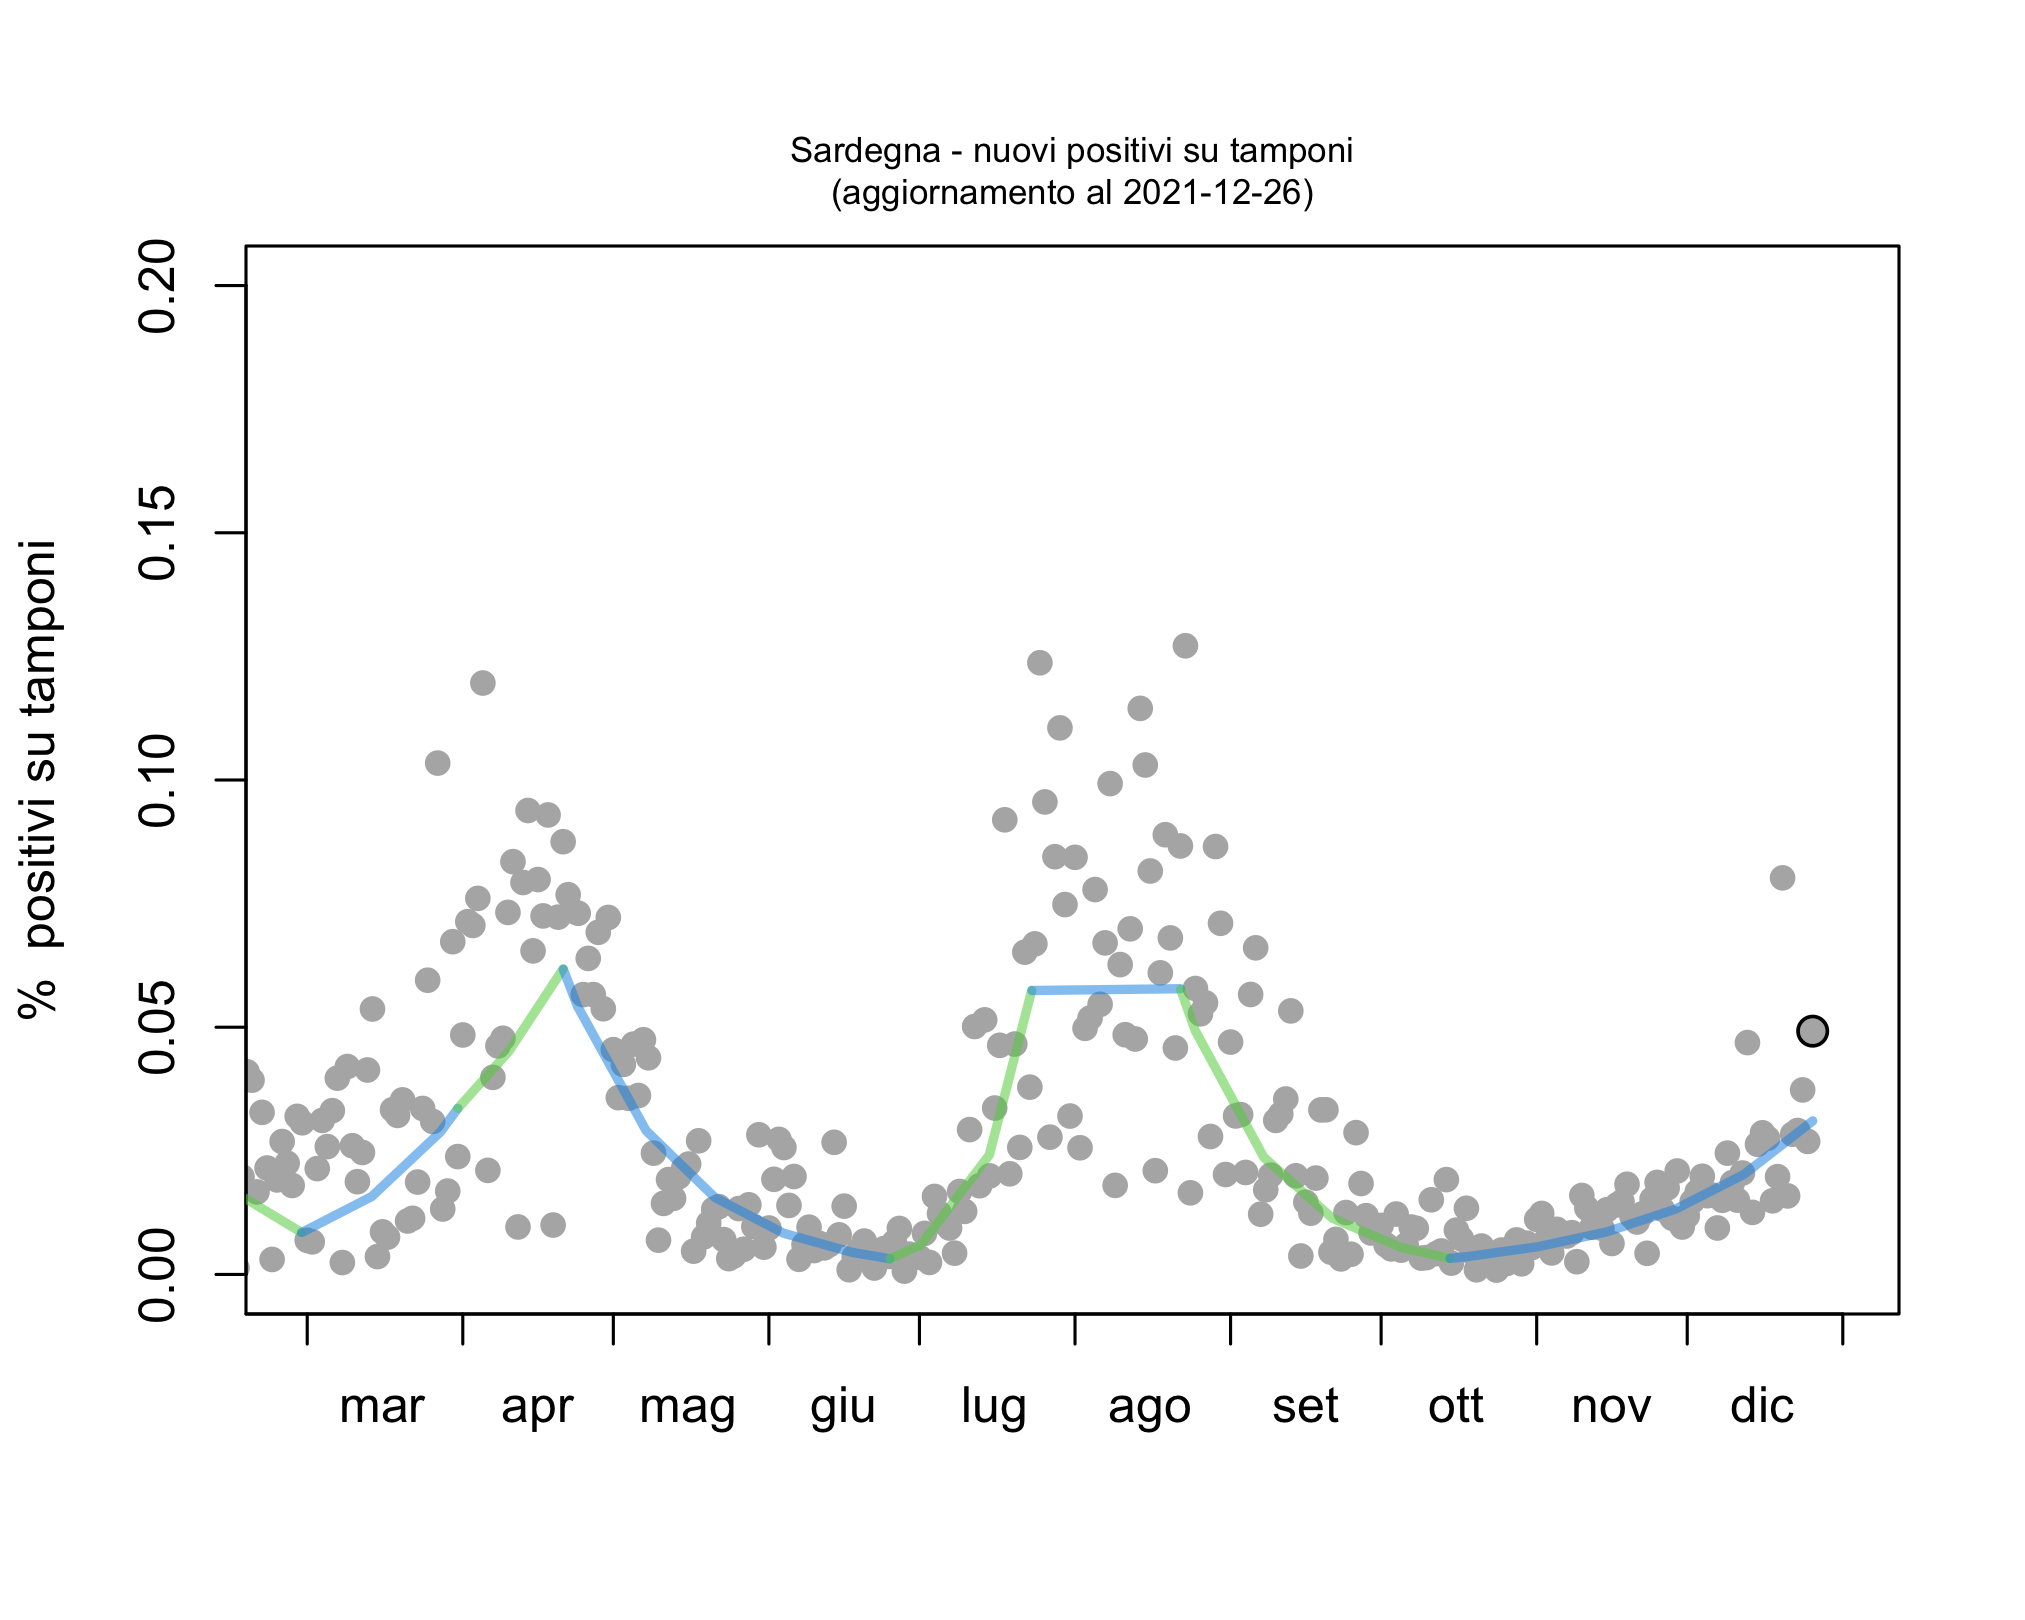 Sardegna - nuovi positivi su tamponi
(aggiornamento al 2021-12-26)
% positivi su tamponi
0.20
0.15
0.10
0.05
0.00
mar apr mag giu lug ago set ott nov dic